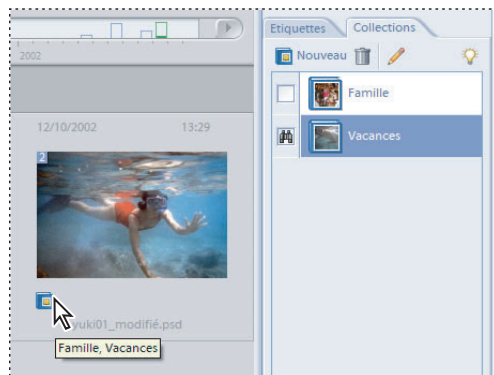 Etiquettes Collections
Nouveau
2002
Famille
12/10/2002 13:29
Vacances
2
yuki01_modifié.psd
Famille, Vacances